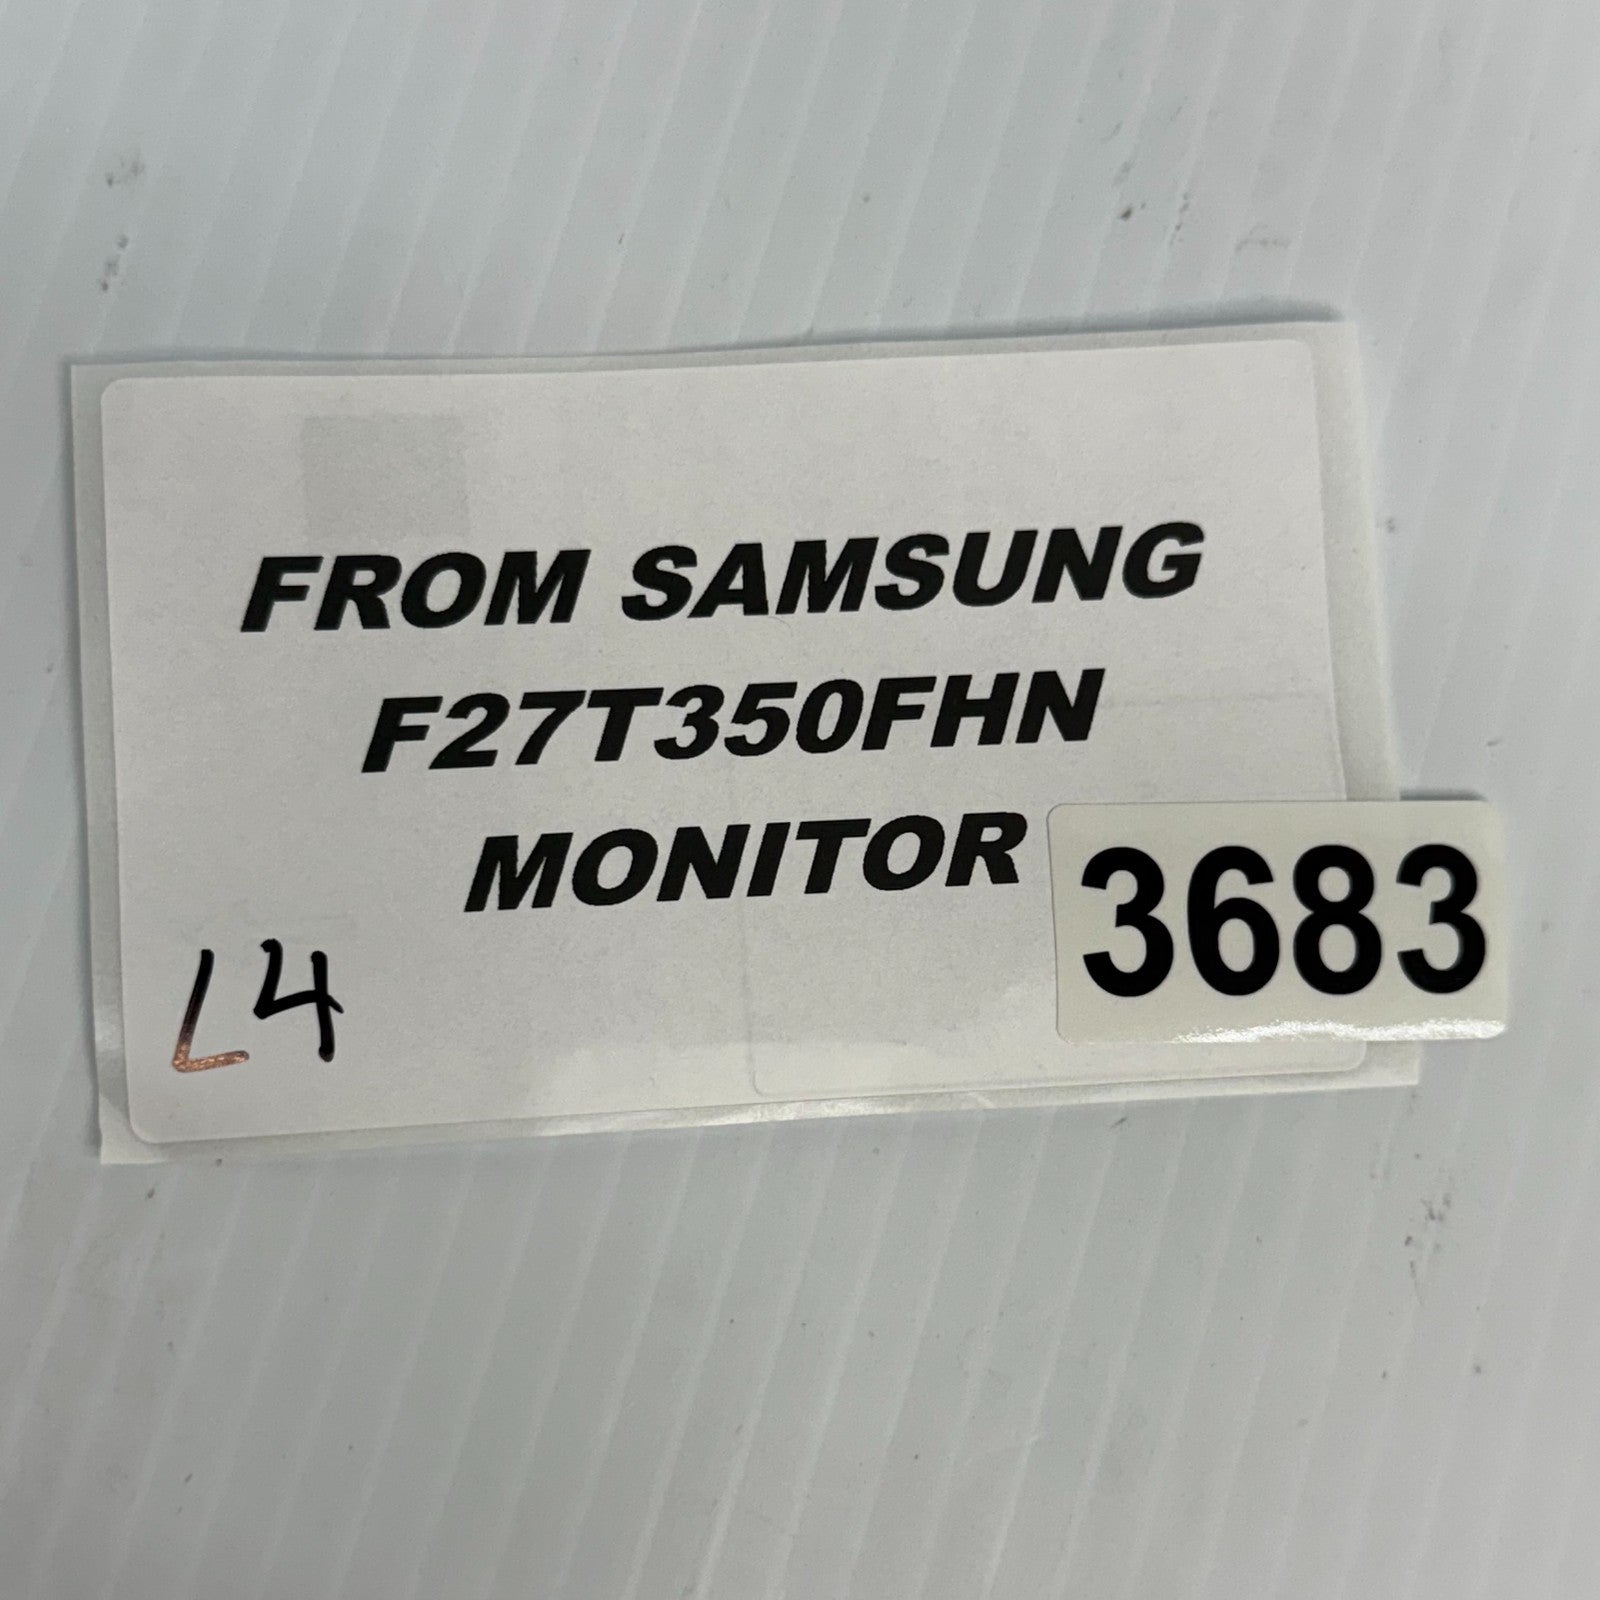 FROM SAMSUNG
F27T350FHN
MONITOR
3683
L4